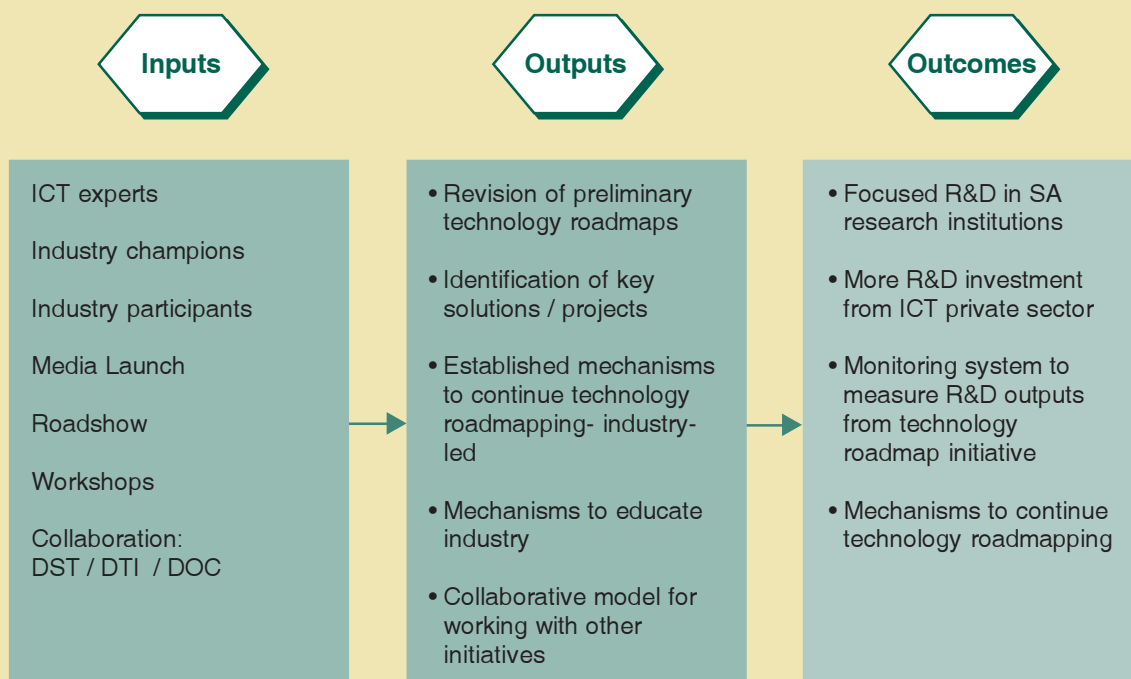 Inputs
ICT experts
Industry champions
Industry participants
Media Launch
Roadshow
Workshops
Collaboration:
DST / DTI / DOC
Outputs
• Revision of preliminary
technology roadmaps
• Identification of key
solutions / projects
• Established mechanisms
to continue technology
roadmapping- industry-
led
• Mechanisms to educate
industry
• Collaborative model for
working with other
initiatives
Outcomes
• Focused R&D in SA
research institutions
• More R&D investment
from ICT private sector
• Monitoring system to
measure R&D outputs
from technology
roadmap initiative
• Mechanisms to continue
technology roadmapping